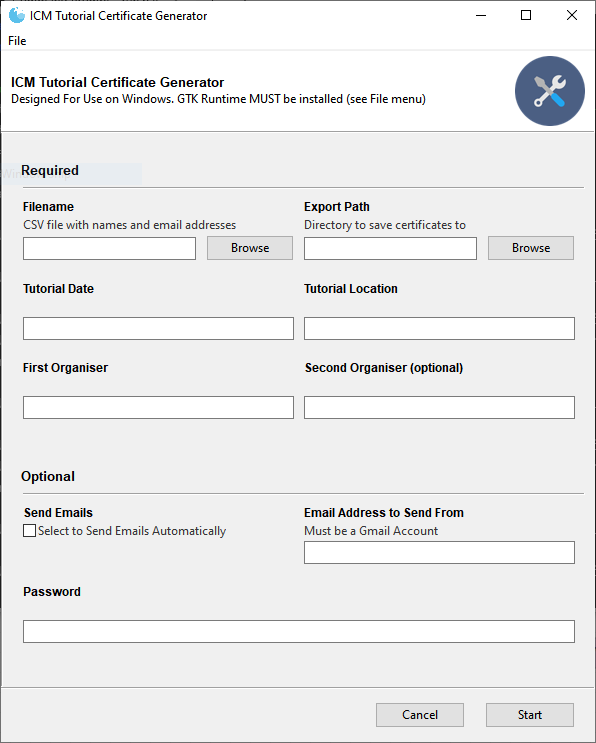 ICM Tutorial Certificate Generator
File
ICM Tutorial Certificate Generator
Designed For Use on Windows. GTK Runtime MUST be installed (see File menu)
Required
Filename
Export Path
CSV file with names and email addresses
Directory to save certificates to
Browse
Browse
Tutorial Date
Tutorial Location
First Organiser
Second Organiser (optional)
Optional
Send Emails
Email Address to Send From
Select to Send Emails Automatically
Must be a Gmail Account
Password
Cancel
Start